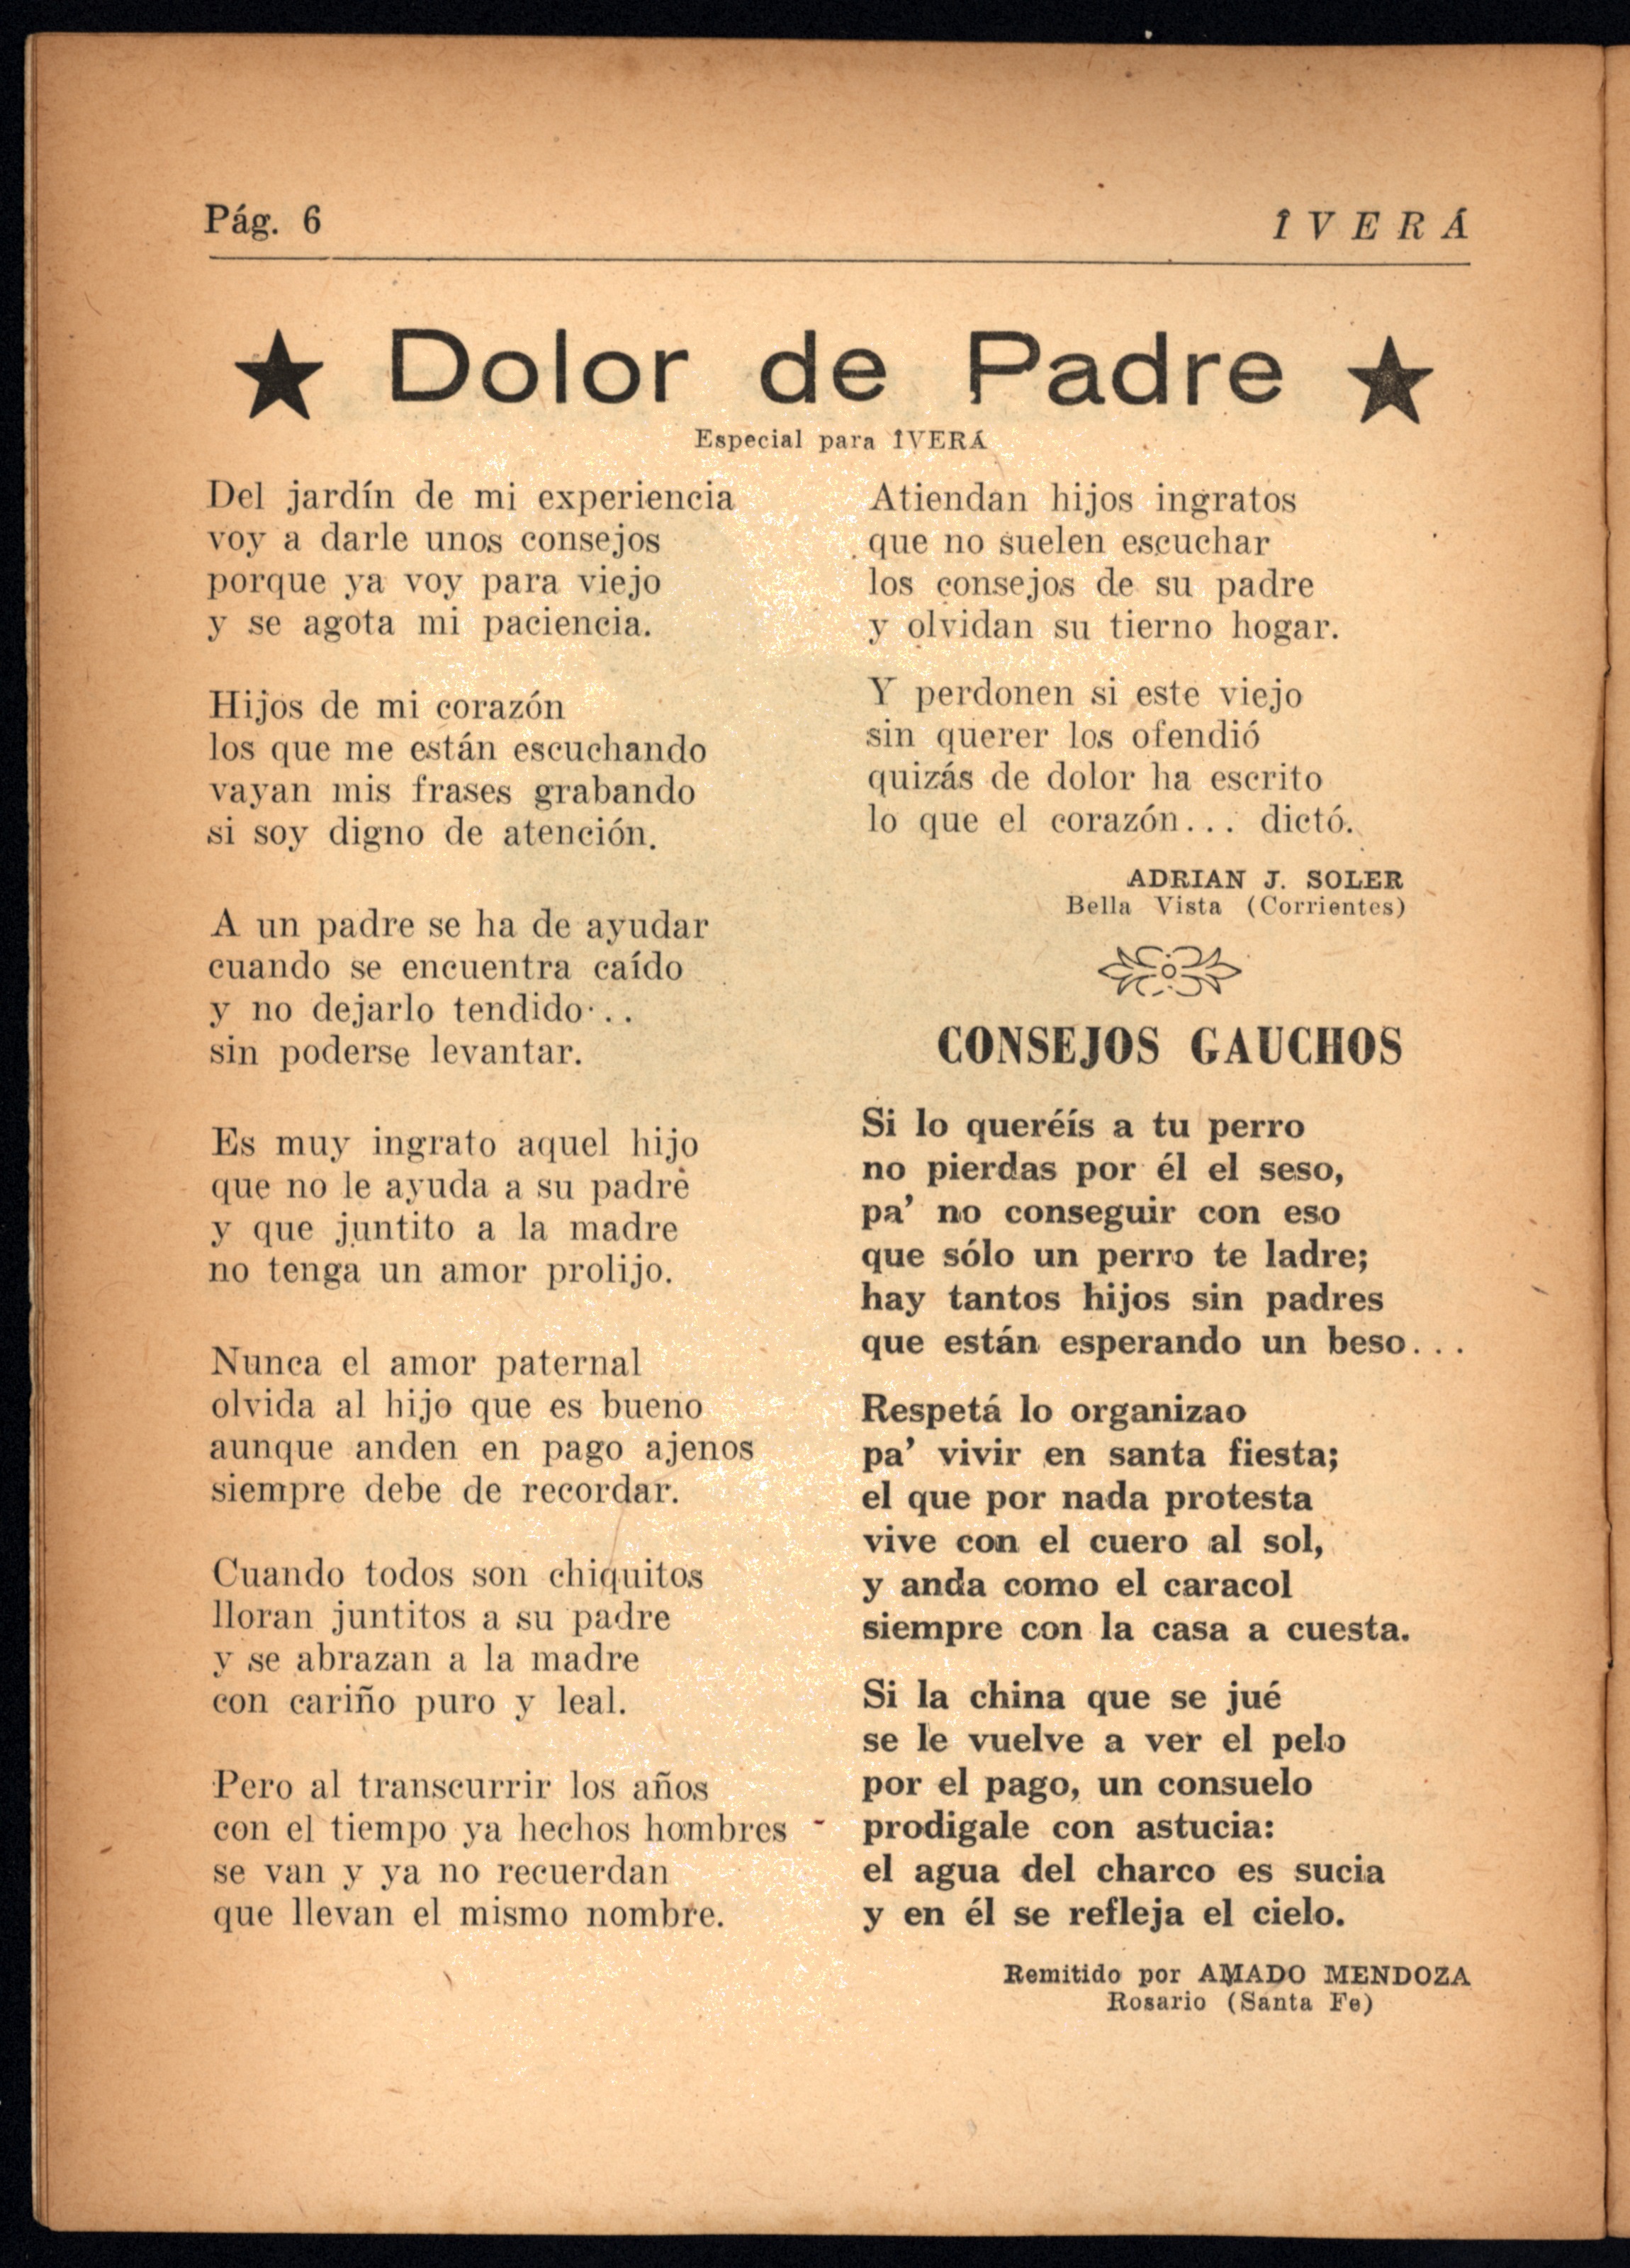 Pág. 6
ÎVERÁ
★ Dolor de Padre ★
Especial para ÎVERÁ
Del jardín de mi experiencia
voy a darle unos consejos
porque ya voy para viejo
y se agota mi paciencia.
Hijos de mi corazón
los que me están escuchando
vayan mis frases grabando
si soy digno de atención.
A un padre se ha de ayudar
cuando se encuentra caído
y no dejarlo tendido...
sin poderse levantar.
Es muy ingrato aquel hijo
que no le ayuda a su padre
y que juntito a la madre
no tenga un amor prolijo.
Nunca el amor paternal
olvida al hijo que es bueno
aunque anden en pago ajenos
siempre debe de recordar.
Cuando todos son chiquitos
lloran juntitos a su padre
y se abrazan a la madre
con cariño puro y leal.
Pero al transcurrir los años
con el tiempo ya hechos hombres
se van y ya no recuerdan
que llevan el mismo nombre.
Atiendan hijos ingratos
que no suelen escuchar
los consejos de su padre
y olvidan su tierno hogar.
Y perdonen si este viejo
sin querer los ofendió
quizás de dolor ha escrito
lo que el corazón... dictó.
ADRIAN J. SOLER
Bella Vista (Corrientes)
CONSEJOS GAUCHOS
Si lo queréís a tu perro
no pierdas por él el seso,
pa' no conseguir con eso
que sólo un perro te ladre;
hay tantos hijos sin padres
que están esperando un beso...
Respetá lo organizao
pa' vivir en santa fiesta;
el que por nada protesta
vive con el cuero al sol,
y anda como el caracol
siempre con la casa a cuesta.
Si la china que se jué
se le vuelve a ver el pelo
por el pago, un consuelo
prodigale con astucia:
el agua del charco es sucia
y en él se refleja el cielo.
Remitido por AMADO MENDOZA
Rosario (Santa Fe)